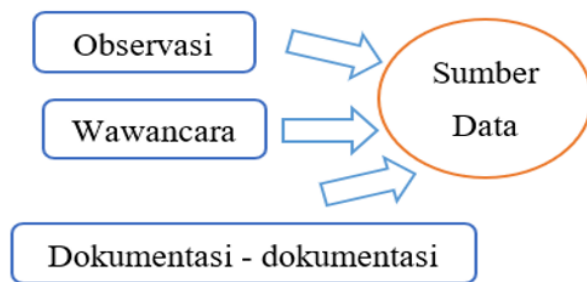 Observasi
Wawancara
Dokumentasi - dokumentasi
Sumber
Data